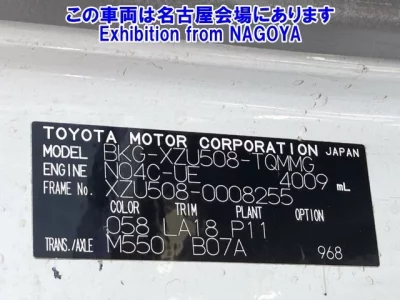 この車両は名古屋会場にあります
Exhibition from NAGOYA
TOYOTA MOTOR CORPORATION JAPAN
MODEL BKG-XZU508-TQMMG
ENGINE N04C-UE 4009 mL
FRAME No. XZU508-0008255
COLOR TRIM PLANT OPTION
058 LA18 P11
TRANS./AXLE M550 B07A 968